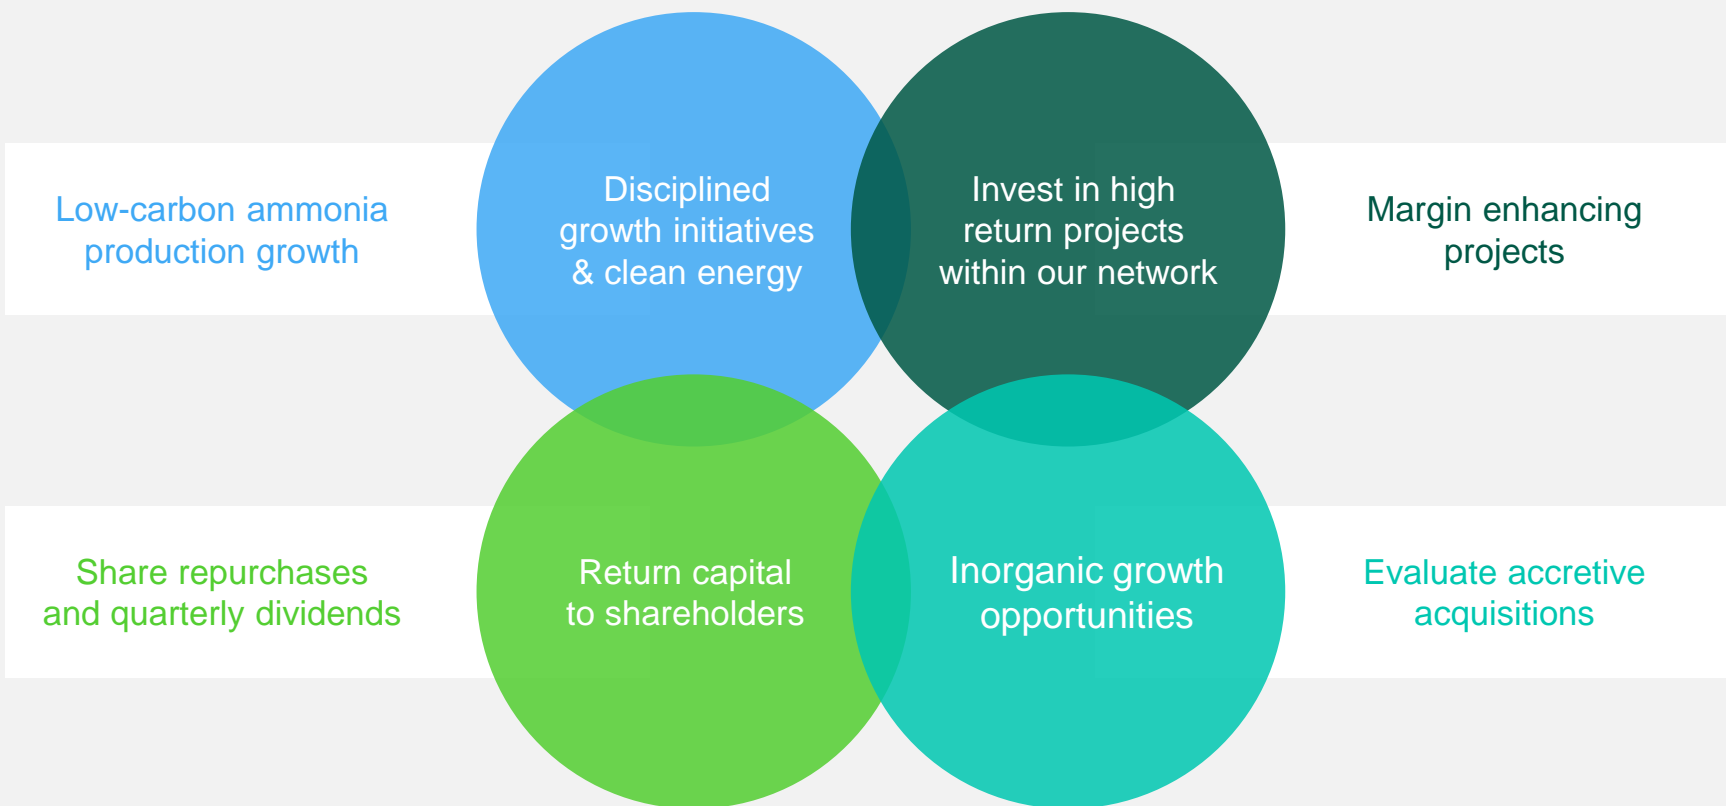 Low-carbon ammonia
production growth
Disciplined
growth initiatives
& clean energy
Invest in high
return projects
within our network
Margin enhancing
projects
Share repurchases
and quarterly dividends
Return capital
to shareholders
Inorganic growth
opportunities
Evaluate accretive
acquisitions